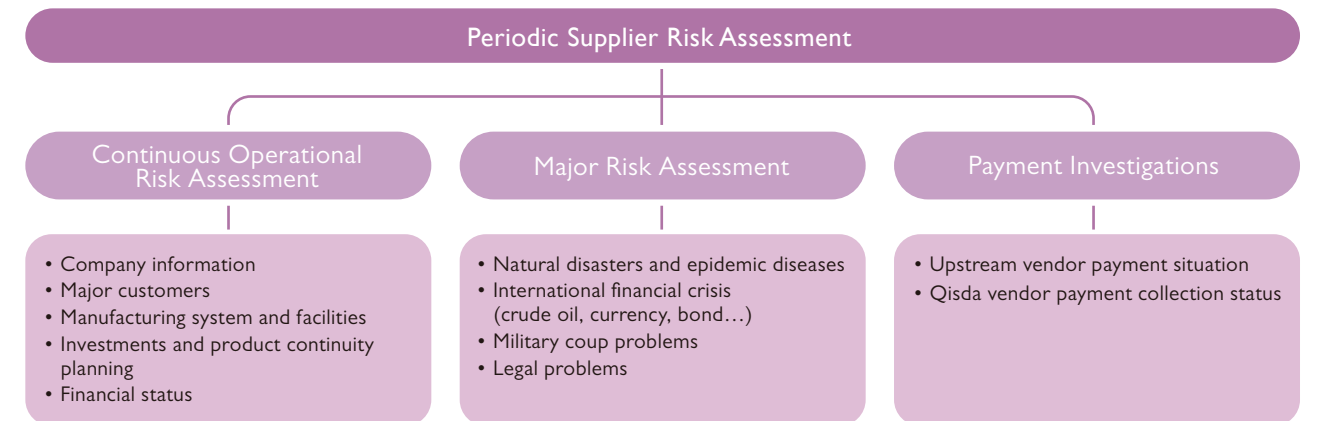 Periodic Supplier Risk Assessment
Continuous Operational
Risk Assessment
Major Risk Assessment
Payment Investigations
• Company information
• Major customers
• Manufacturing system and facilities
• Investments and product continuity
planning
• Financial status
• Natural disasters and epidemic diseases
• International financial crisis
(crude oil, currency, bond…)
• Military coup problems
• Legal problems
• Upstream vendor payment situation
• Qisda vendor payment collection status